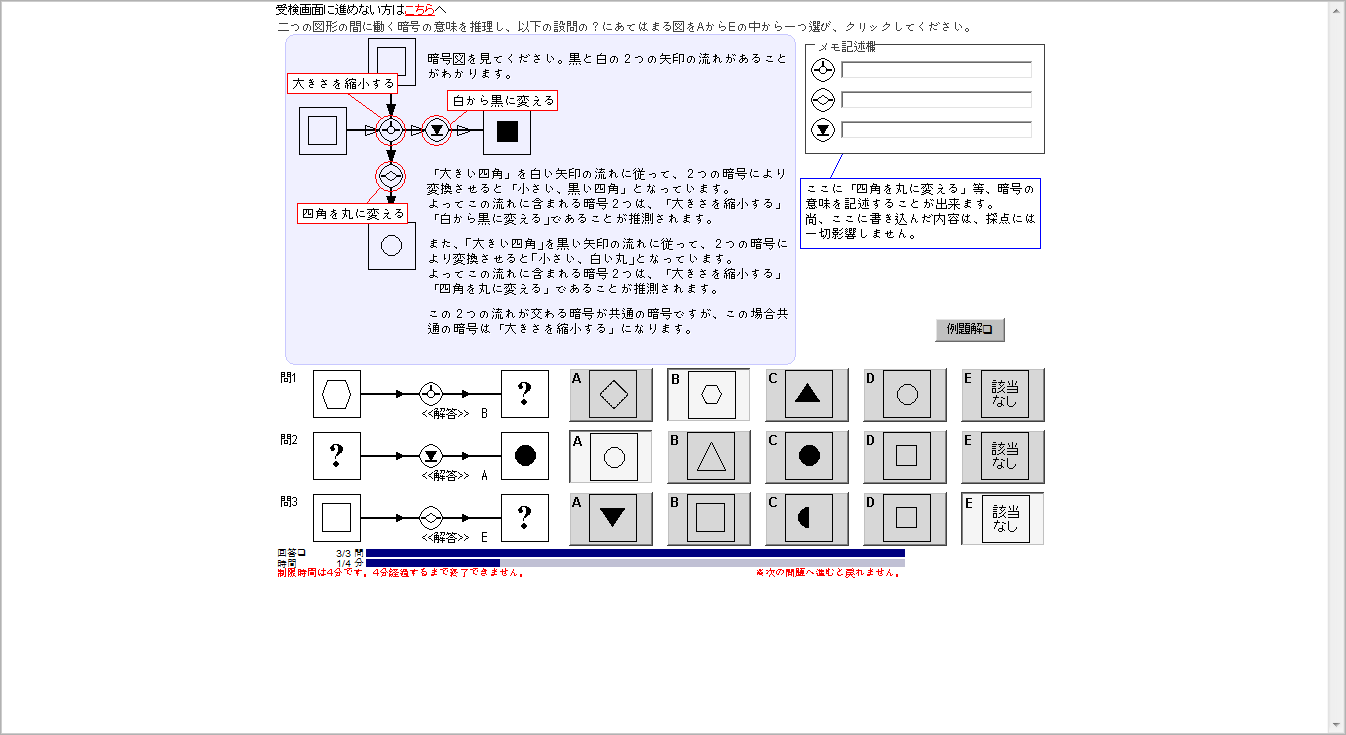 受検画面に進めない方はこちらへ
二つの図形の間に働く暗号の意味を推理し、以下の設問の？にあてはまる図をAからEの中から一つ選び、クリックしてください。
大きさを縮小する
白から黒に変える
四角を丸に変える
暗号図を見てください。黒と白の２つの矢印の流れがあること
がわかります。
「大きい四角」を白い矢印の流れに従って、２つの暗号により
変換させると「小さい、黒い四角」となっています。
よってこの流れに含まれる暗号２つは、「大きさを縮小する」
「白から黒に変える」であることが推測されます。
また、「大きい四角」を黒い矢印の流れに従って、２つの暗号に
より変換させると「小さい、白い丸」となっています。
よってこの流れに含まれる暗号２つは、「大きさを縮小する」
「四角を丸に変える」であることが推測されます。
この２つの流れが交わる暗号が共通の暗号ですが、この場合共
通の暗号は「大きさを縮小する」になります。
メモ記述欄
ここに「四角を丸に変える」等、暗号の
意味を記述することが出来ます。
尚、ここに書き込んだ内容は、採点には
一切影響しません。
例題解❏
問1 ? A B C D E 該当
なし
<<解答>> B
問2 ? A B C D E 該当
なし
<<解答>> A
問3 ? A B C D E 該当
なし
<<解答>> E
回答❏ 3/3 問
時間 1/4 分
制限時間は4分です。4分経過するまで終了できません。 ※次の問題へ進むと戻れません。